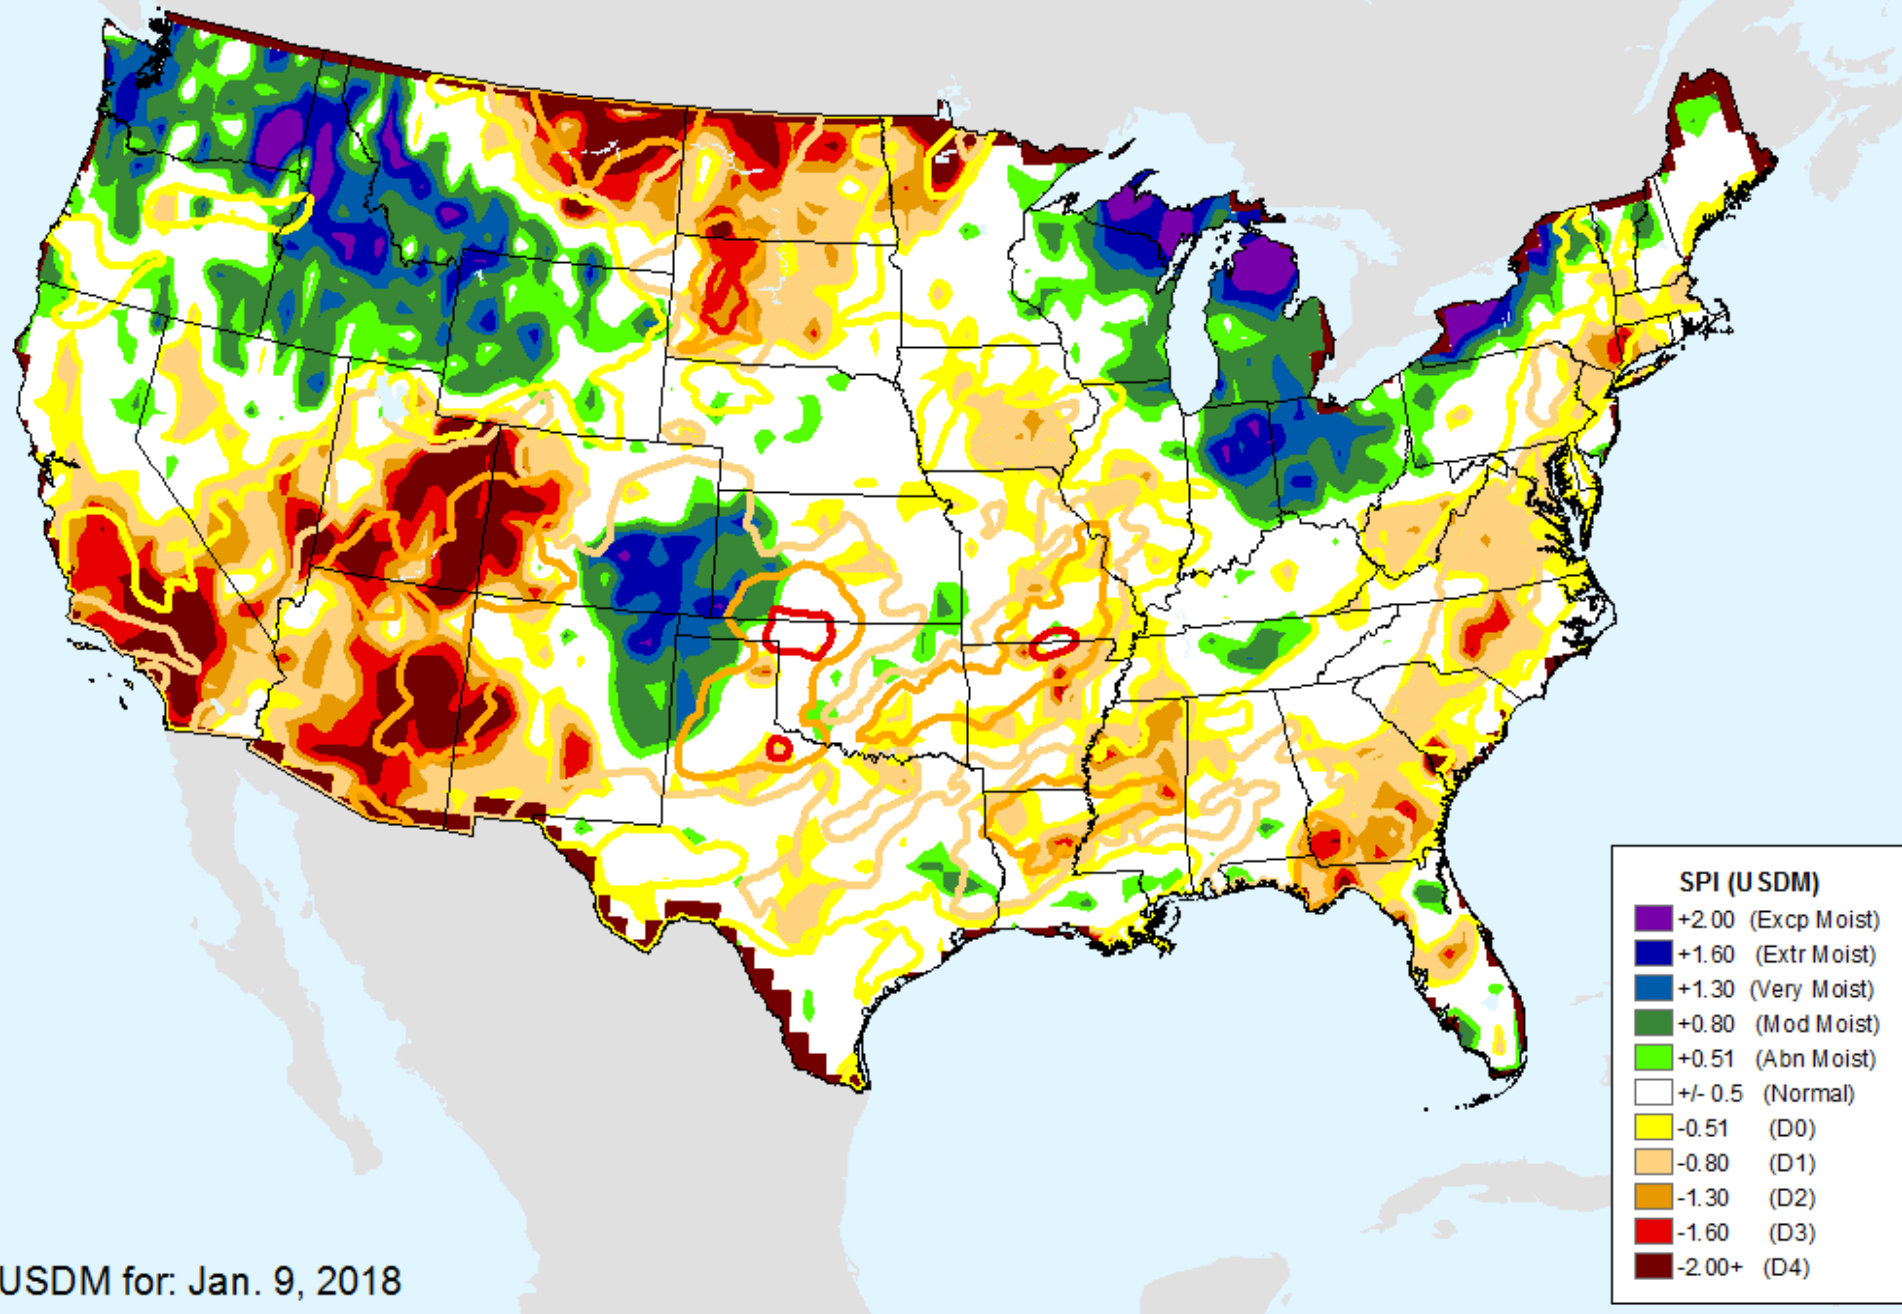 SPI (USDM)
+2.00 (Excp Moist)
+1.60 (Extr Moist)
+1.30 (Very Moist)
+0.80 (Mod Moist)
+0.51 (Abn Moist)
+/- 0.5 (Normal)
-0.51 (D0)
-0.80 (D1)
-1.30 (D2)
-1.60 (D3)
-2.00+ (D4)
USDM for: Jan. 9, 2018